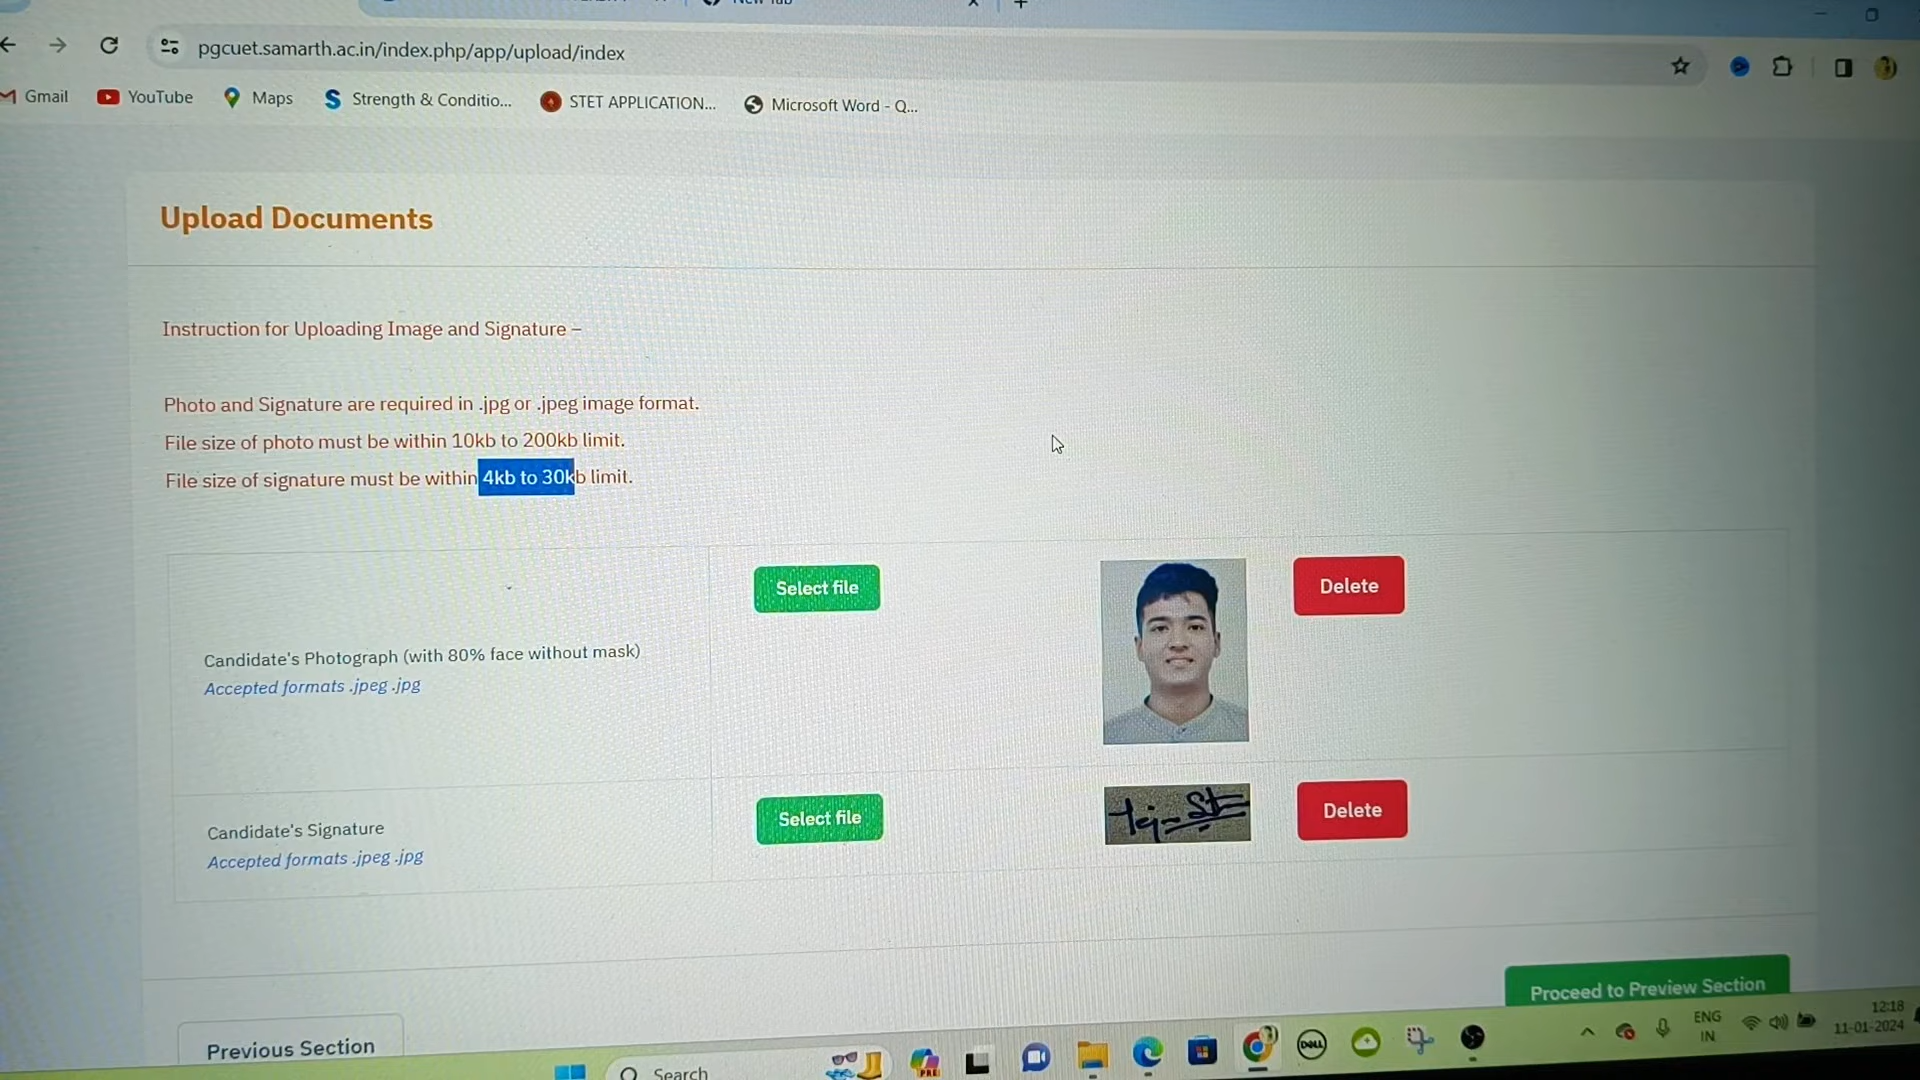 New Tab
pgcuet.samarth.ac.in/index.php/app/upload/index
Gmail YouTube Maps Strength & Conditio... STET APPLICATION... Microsoft Word - Q...
Upload Documents
Instruction for Uploading Image and Signature –
Photo and Signature are required in .jpg or .jpeg image format.
File size of photo must be within 10kb to 200kb limit.
File size of signature must be within 4kb to 30kb limit.
Select file
Delete
Candidate's Photograph (with 80% face without mask)
Accepted formats .jpeg .jpg
Select file
Delete
Candidate's Signature
Accepted formats .jpeg .jpg
Proceed to Preview Section
Previous Section
Search
PRE
DELL
ENG
IN
12:18
11-01-2024